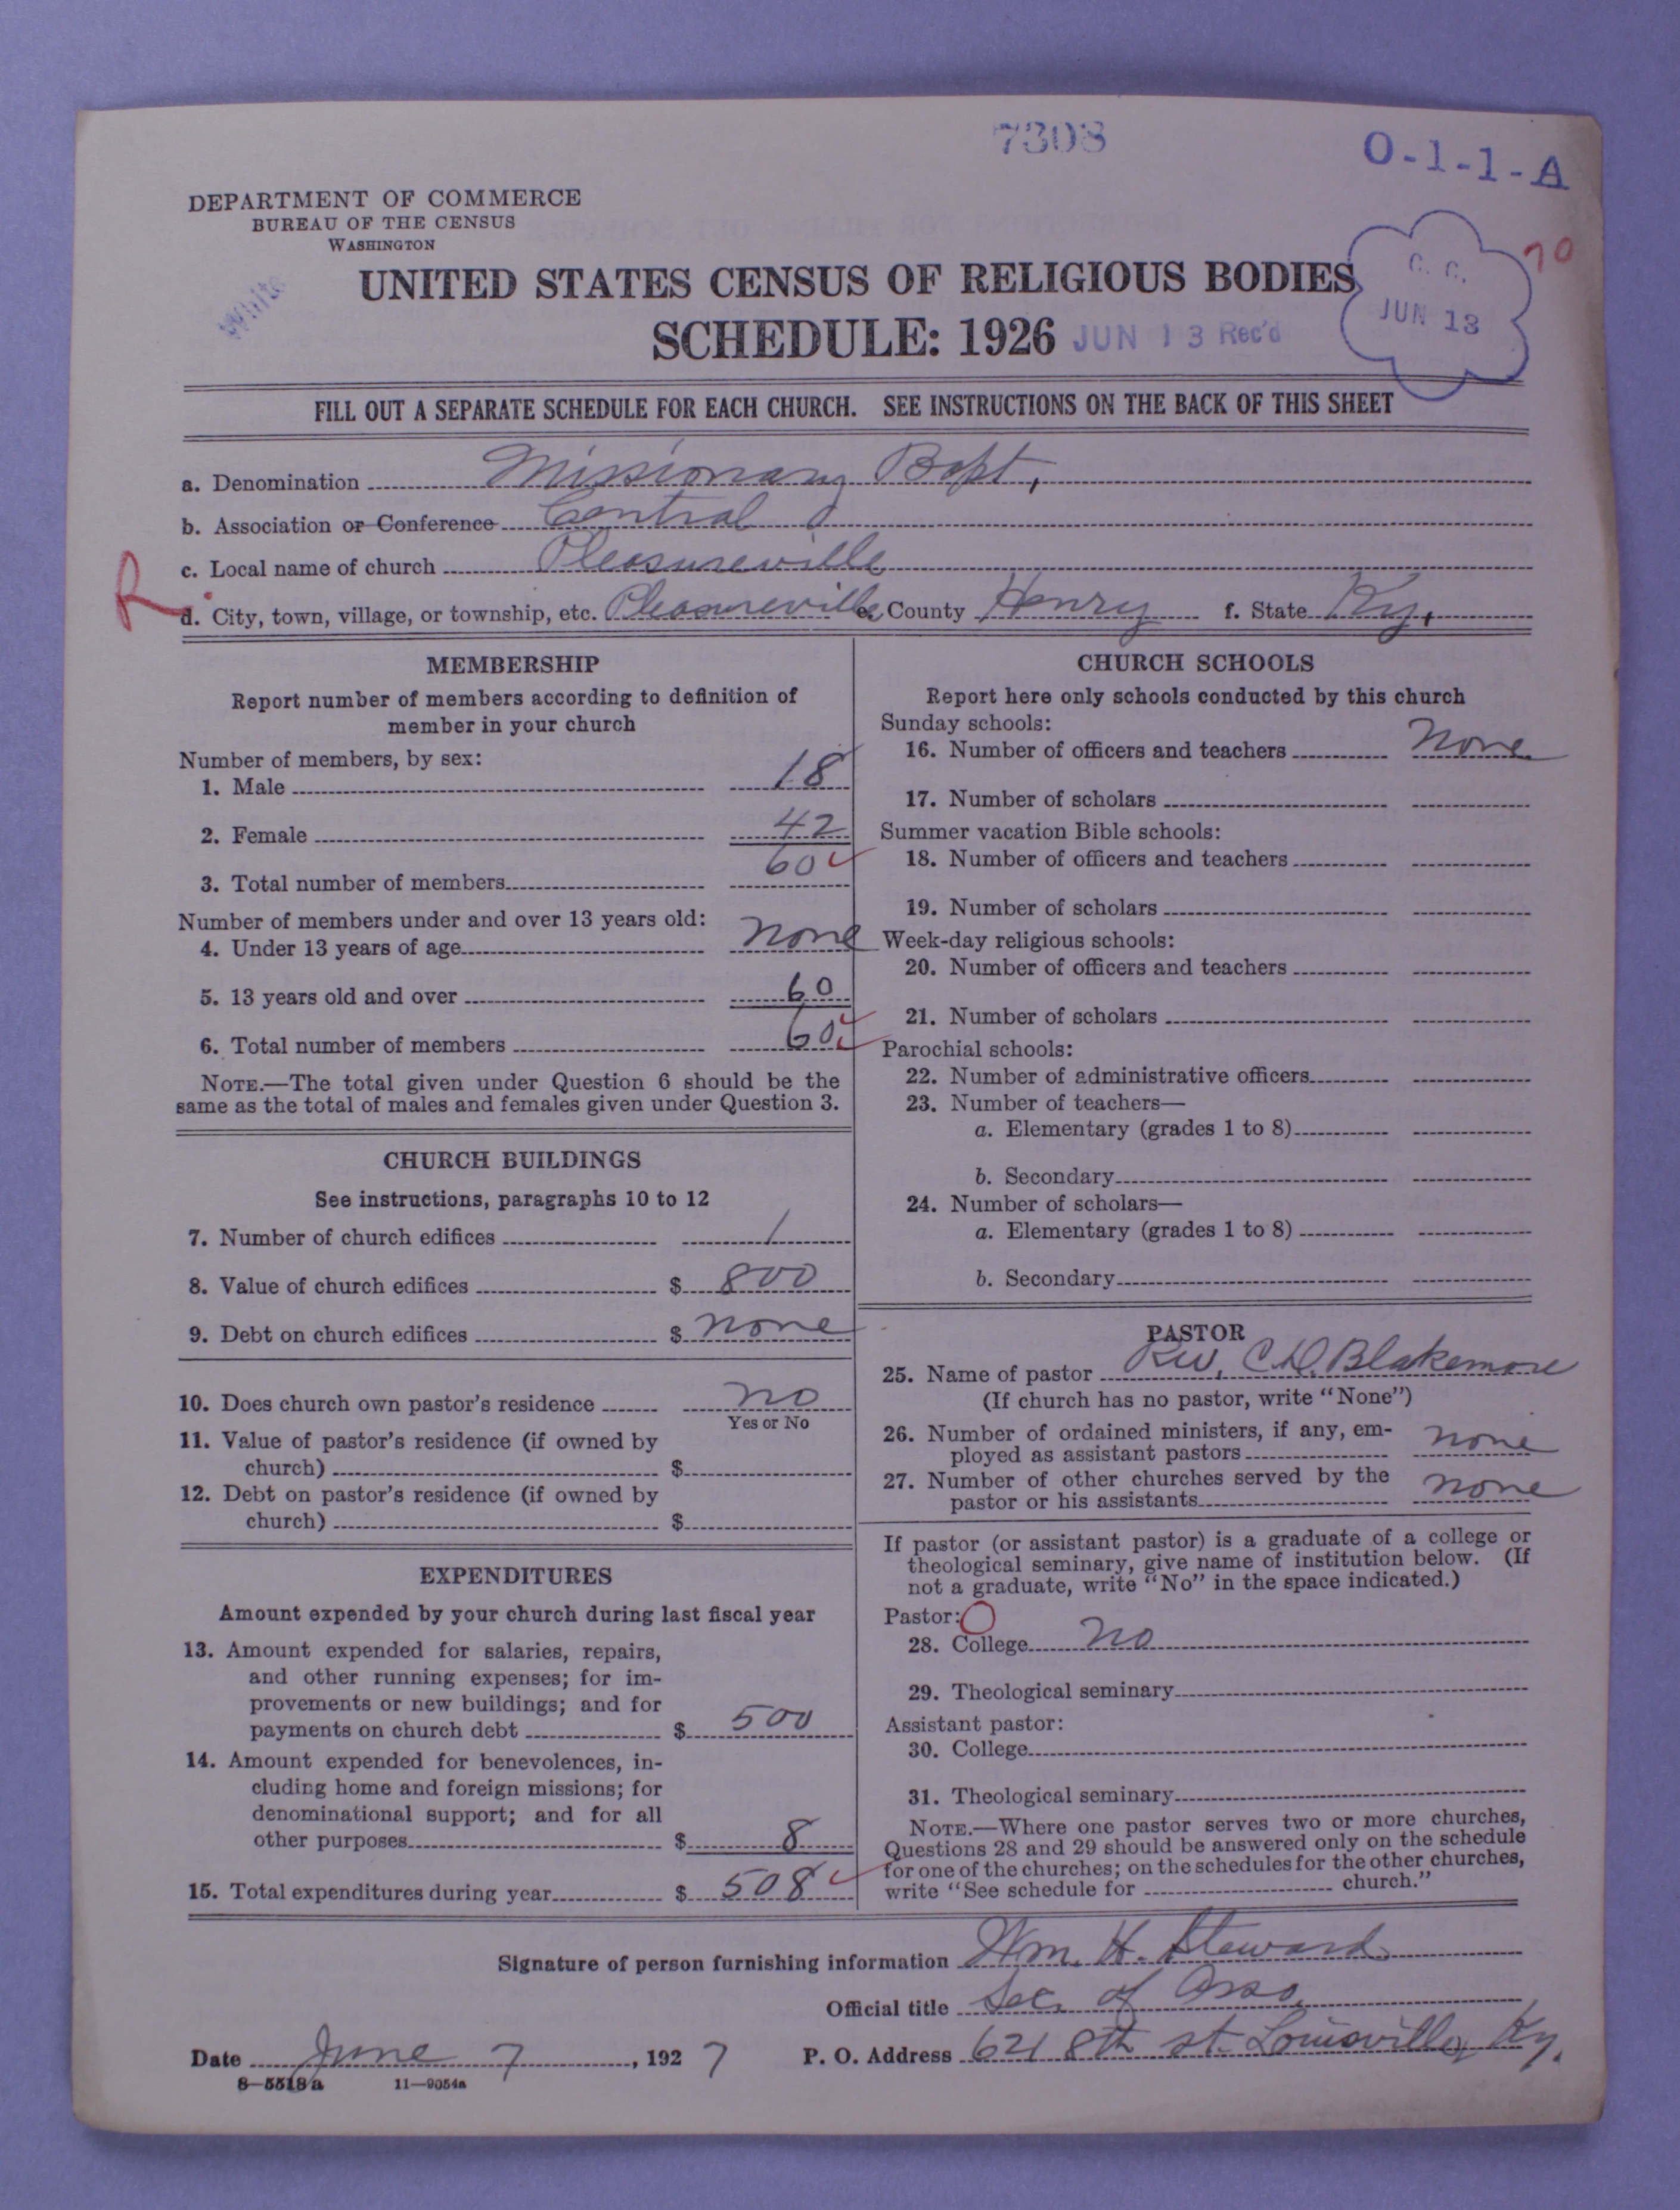 7308
O-1-1-A
DEPARTMENT OF COMMERCE
BUREAU OF THE CENSUS
WASHINGTON
White
70
C. C.
JUN 13
UNITED STATES CENSUS OF RELIGIOUS BODIES
SCHEDULE: 1926 JUN 13 Rec'd
FILL OUT A SEPARATE SCHEDULE FOR EACH CHURCH. SEE INSTRUCTIONS ON THE BACK OF THIS SHEET
a. Denomination Missionary Bapt,
b. Association or Conference Central
c. Local name of church Pleasureville
R.
d. City, town, village, or township, etc. Pleasureville e. County Henry f. State Ky,
MEMBERSHIP
Report number of members according to definition of
member in your church
Number of members, by sex:
1. Male 18
2. Female 42
3. Total number of members 60
Number of members under and over 13 years old:
4. Under 13 years of age none
5. 13 years old and over 60
6. Total number of members 60
NOTE.—The total given under Question 6 should be the
same as the total of males and females given under Question 3.
CHURCH BUILDINGS
See instructions, paragraphs 10 to 12
7. Number of church edifices 1
8. Value of church edifices $ 800
9. Debt on church edifices $ none
10. Does church own pastor's residence no
Yes or No
11. Value of pastor's residence (if owned by
church) $
12. Debt on pastor's residence (if owned by
church) $
EXPENDITURES
Amount expended by your church during last fiscal year
13. Amount expended for salaries, repairs,
and other running expenses; for im-
provements or new buildings; and for
payments on church debt $ 500
14. Amount expended for benevolences, in-
cluding home and foreign missions; for
denominational support; and for all
other purposes $ 8
15. Total expenditures during year $ 508
CHURCH SCHOOLS
Report here only schools conducted by this church
Sunday schools:
16. Number of officers and teachers None
17. Number of scholars
Summer vacation Bible schools:
18. Number of officers and teachers
19. Number of scholars
Week-day religious schools:
20. Number of officers and teachers
21. Number of scholars
Parochial schools:
22. Number of administrative officers
23. Number of teachers—
a. Elementary (grades 1 to 8)
b. Secondary
24. Number of scholars—
a. Elementary (grades 1 to 8)
b. Secondary
PASTOR
25. Name of pastor Rev, C.D. Blakemore
(If church has no pastor, write "None")
26. Number of ordained ministers, if any, em-
ployed as assistant pastors none
27. Number of other churches served by the
pastor or his assistants none
If pastor (or assistant pastor) is a graduate of a college or
theological seminary, give name of institution below. (If
not a graduate, write "No" in the space indicated.)
Pastor:
28. College no
29. Theological seminary
Assistant pastor:
30. College
31. Theological seminary
NOTE.—Where one pastor serves two or more churches,
Questions 28 and 29 should be answered only on the schedule
for one of the churches; on the schedules for the other churches,
write "See schedule for church."
Signature of person furnishing information Wm. H. Steward
Official title Sec. of Asso.
Date June 7, 1927 P. O. Address 621 8th st. Louisville, Ky.
8-5518a 11-9054a